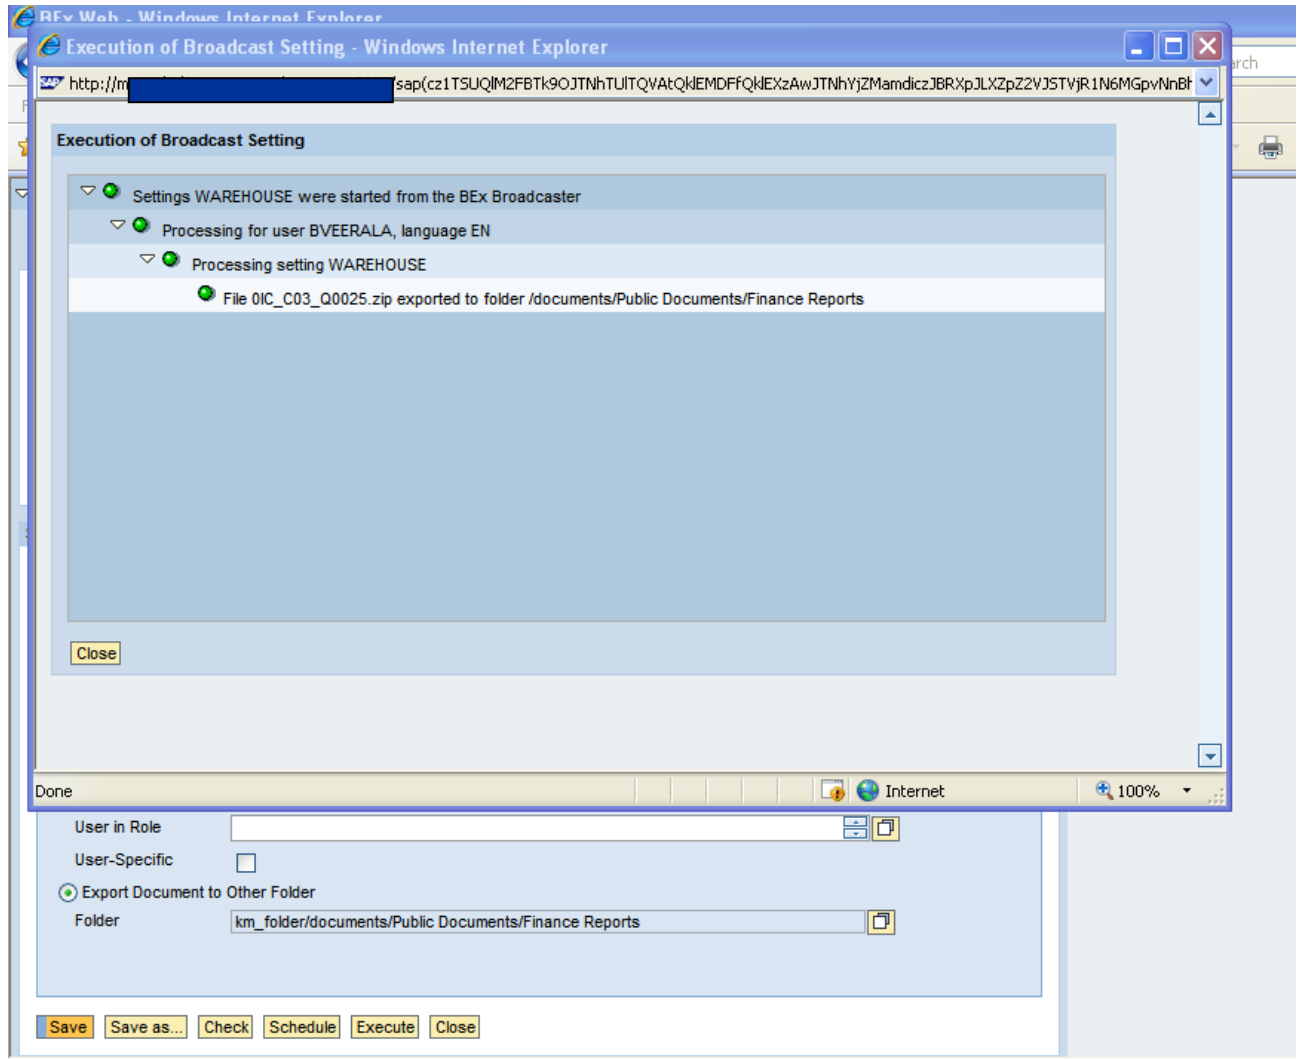 BEx Web - Windows Internet Explorer
Execution of Broadcast Setting - Windows Internet Explorer
http://m
Execution of Broadcast Setting
Settings WAREHOUSE were started from the BEx Broadcaster
Processing for user BVEERALA, language EN
Processing setting WAREHOUSE
File 0IC_C03_Q0025.zip exported to folder /documents/Public Documents/Finance Reports
Close
Done
Internet
100%
User in Role
User-Specific
Export Document to Other Folder
Folder
km_folder/documents/Public Documents/Finance Reports
Save
Save as...
Check
Schedule
Execute
Close